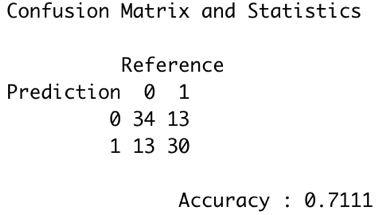 Confusion Matrix and Statistics
Reference
Prediction 0 1
0 34 13
1 13 30
Accuracy : 0.7111